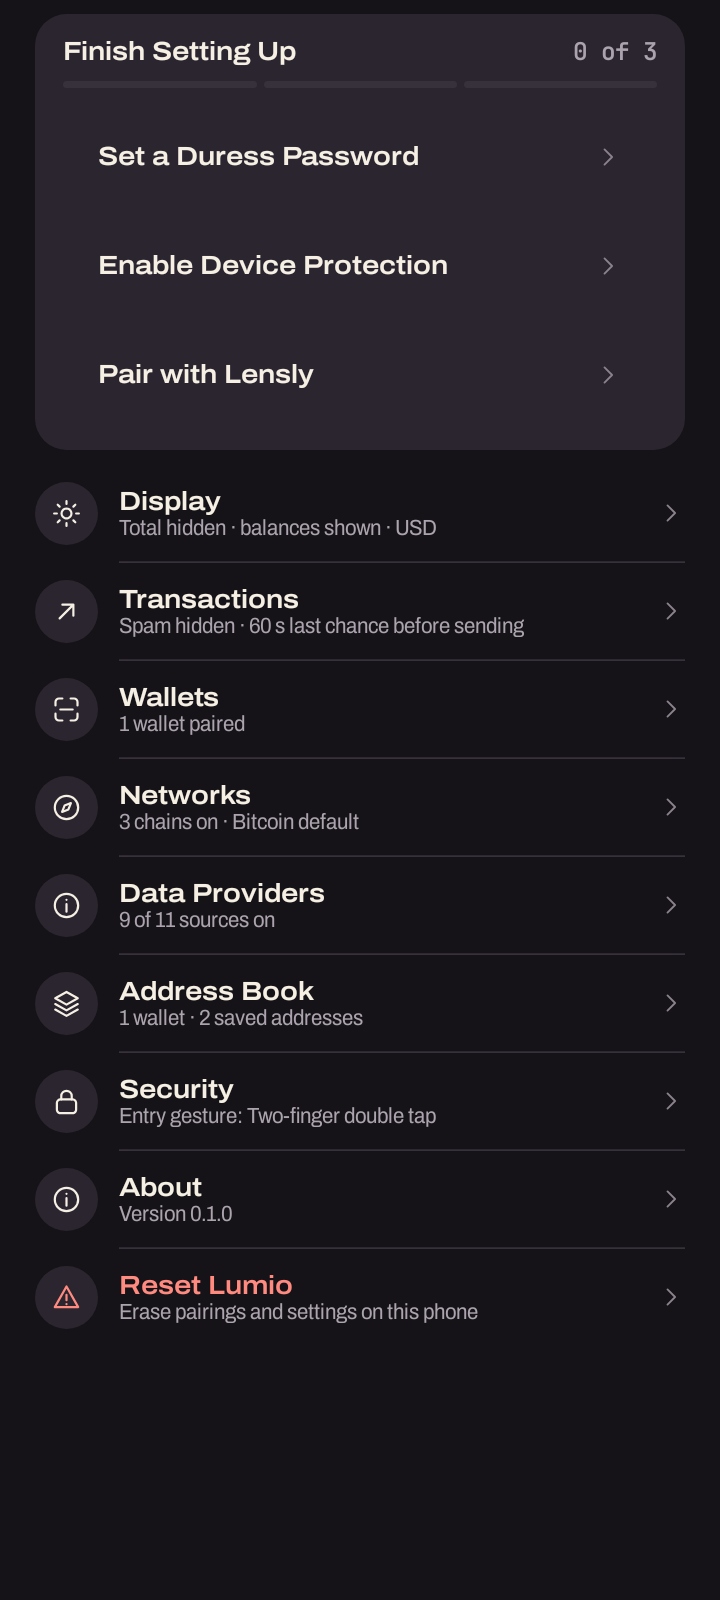 Finish Setting Up
0 of 3
Set a Duress Password
Enable Device Protection
Pair with Lensly
Display
Total hidden · balances shown · USD
Transactions
Spam hidden · 60 s last chance before sending
Wallets
1 wallet paired
Networks
3 chains on · Bitcoin default
Data Providers
9 of 11 sources on
Address Book
1 wallet · 2 saved addresses
Security
Entry gesture: Two-finger double tap
About
Version 0.1.0
Reset Lumio
Erase pairings and settings on this phone